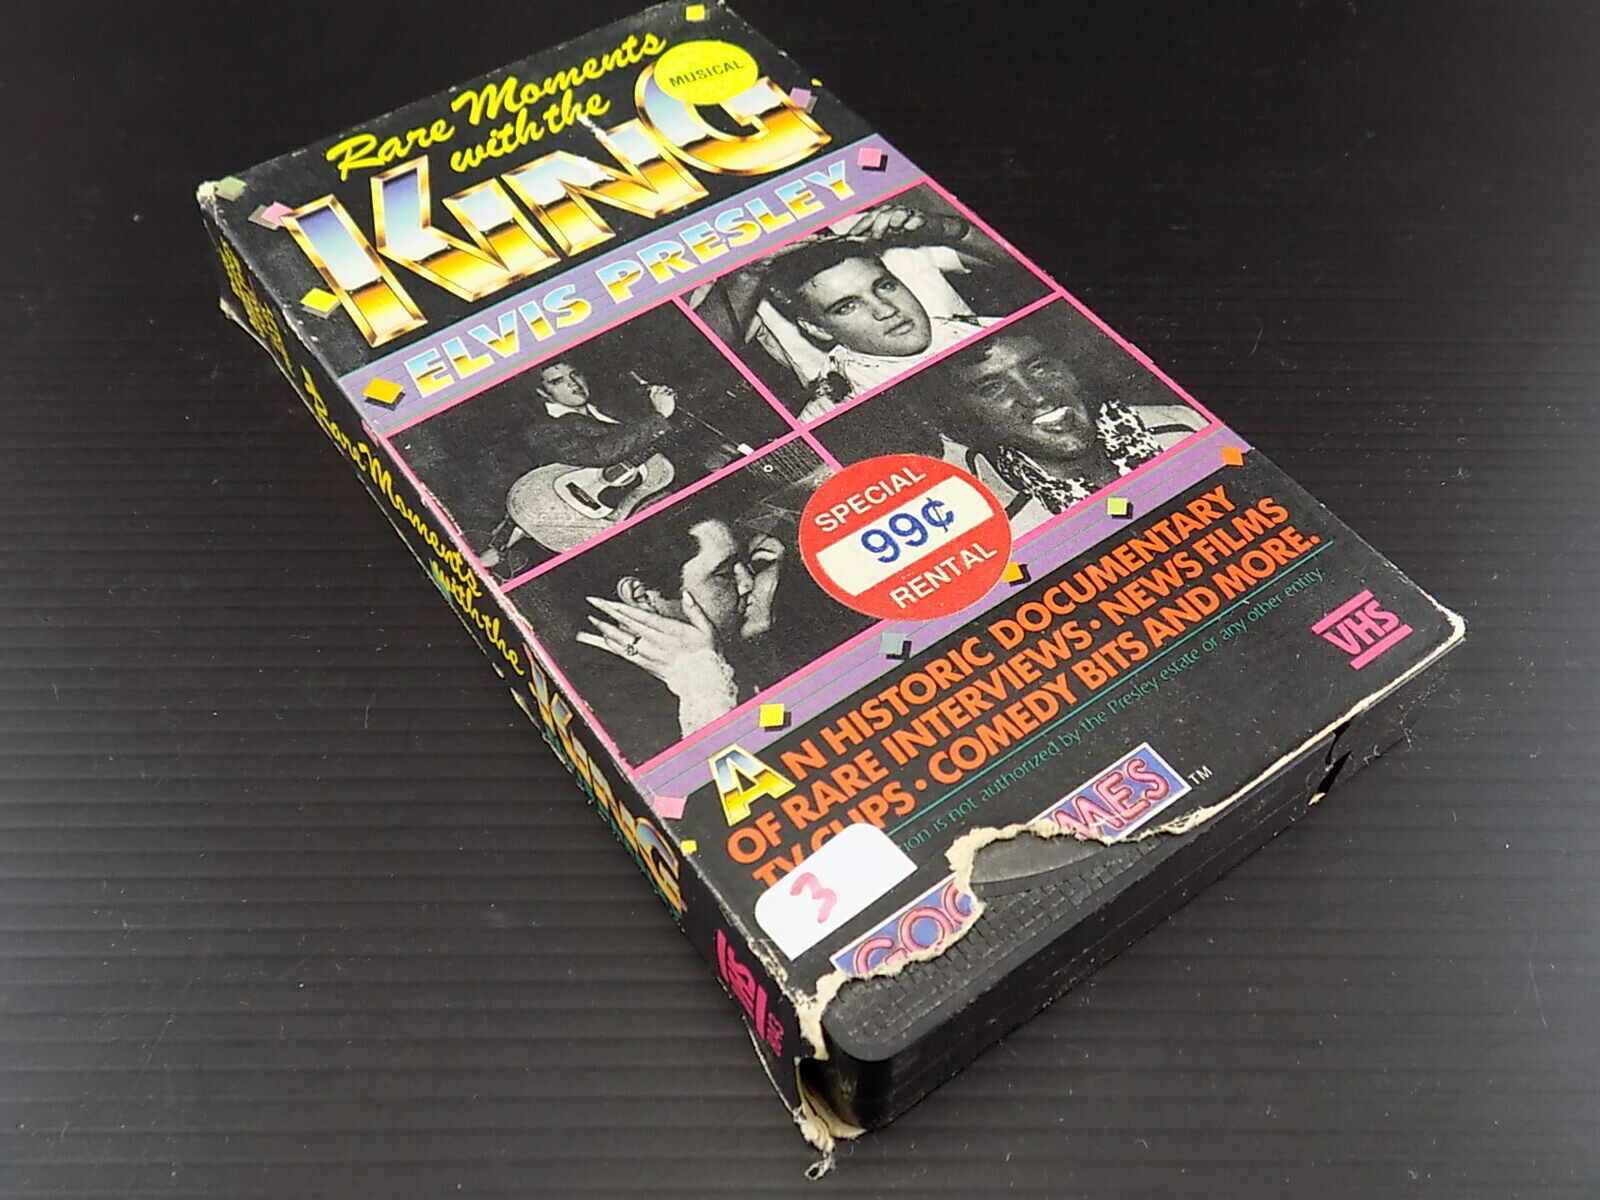 Rare Moments
with the
KING
MUSICAL
ELVIS PRESLEY
SPECIAL
99¢
RENTAL
AN HISTORIC DOCUMENTARY
OF RARE INTERVIEWS • NEWS FILMS
TV CLIPS • COMEDY BITS AND MORE.
is not authorized by the Presley estate or any other entity.
VHS
3
TM
Rare Moments
with the
KING